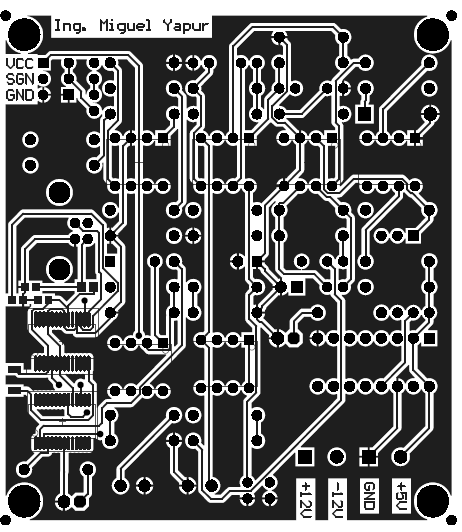 Ing. Miguel Yapur
VCC
SGN
GND
+12V
-12V
GND
+5V